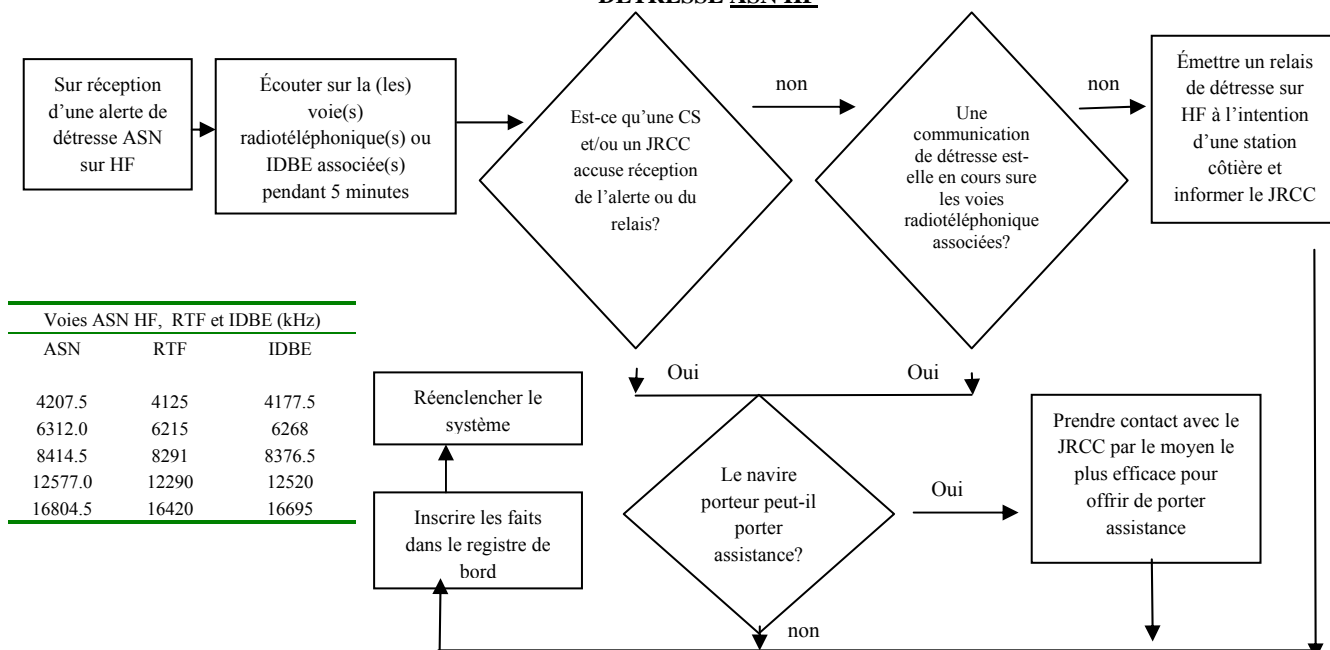 DÉTRESSE ASN HF
Sur réception
d'une alerte de
détresse ASN
sur HF
Écouter sur la (les)
voie(s)
radiotéléphonique(s) ou
IDBE associée(s)
pendant 5 minutes
Est-ce qu'une CS
et/ou un JRCC
accuse réception
de l'alerte ou du
relais?
non
Une
communication
de détresse est-
elle en cours sure
les voies
radiotéléphonique
associées?
non
Émettre un relais
de détresse sur
HF à l'intention
d'une station
côtière et
informer le JRCC
Voies ASN HF, RTF et IDBE (kHz)
ASN RTF IDBE
4207.5 4125 4177.5
6312.0 6215 6268
8414.5 8291 8376.5
12577.0 12290 12520
16804.5 16420 16695
Oui
Oui
Réenclencher le
système
Inscrire les faits
dans le registre de
bord
Le navire
porteur peut-il
porter
assistance?
Oui
Prendre contact avec le
JRCC par le moyen le
plus efficace pour
offrir de porter
assistance
non